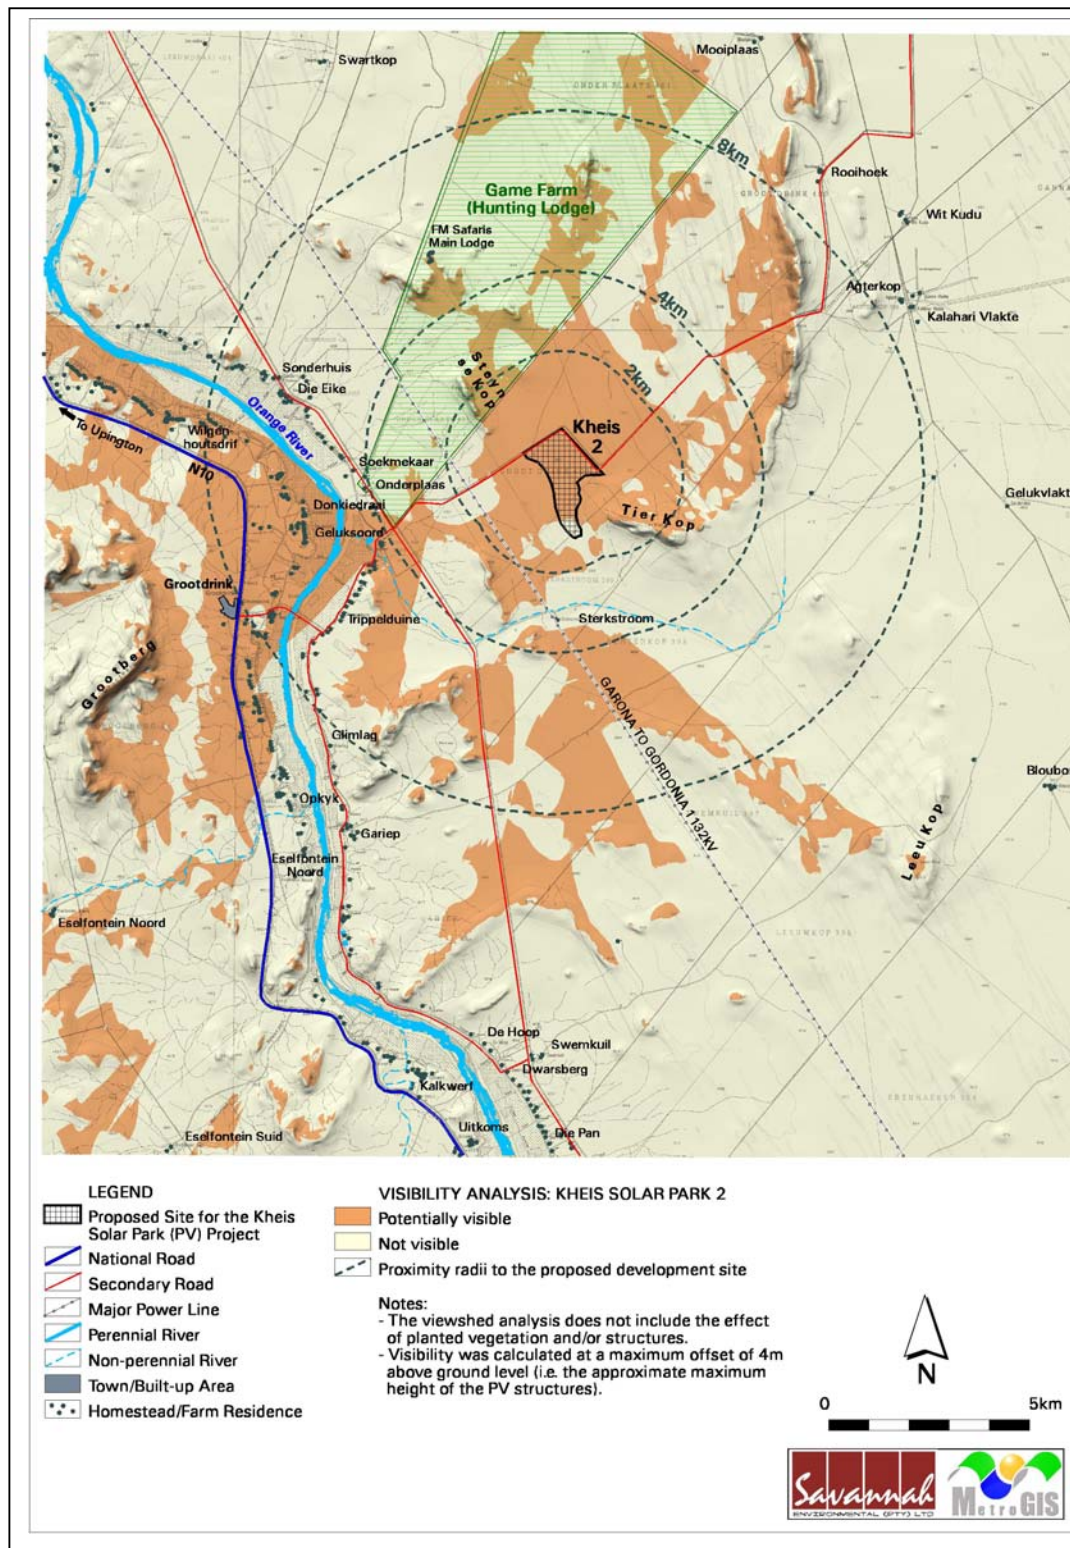 Swartkop
Mooiplaas
8km
Rooihoek
Game Farm
(Hunting Lodge)
Wit Kudu
FM Safaris
Main Lodge
Agterkop
4km
Kalahari Vlakte
Steyn
se Kop
2km
Sonderhuis
Die Eike
Orange River
To Upington
Wilgen
houtsdrif
N10
Kheis
2
Soekmekaar
Onderplaas
Gelukvlakt
Donkiedraai
Tier Kop
Geluksoord
Grootdrink
Trippelduine
Sterkstroom
Grootberg
GARONA TO GORDONIA 1 132KV
Glimlag
Opkyk
Gariep
Bloubo
Leeu Kop
Eselfontein
Noord
Eselfontein Noord
De Hoop
Swemkuil
Dwarsberg
Kalkwerf
Uitkoms
Die Pan
Eselfontein Suid
LEGEND
Proposed Site for the Kheis
Solar Park (PV) Project
National Road
Secondary Road
Major Power Line
Perennial River
Non-perennial River
Town/Built-up Area
Homestead/Farm Residence
VISIBILITY ANALYSIS: KHEIS SOLAR PARK 2
Potentially visible
Not visible
Proximity radii to the proposed development site
Notes:
- The viewshed analysis does not include the effect
of planted vegetation and/or structures.
- Visibility was calculated at a maximum offset of 4m
above ground level (i.e. the approximate maximum
height of the PV structures).
N
0 5km
Savannah
ENVIRONMENTAL (PTY) LTD
MetroGIS